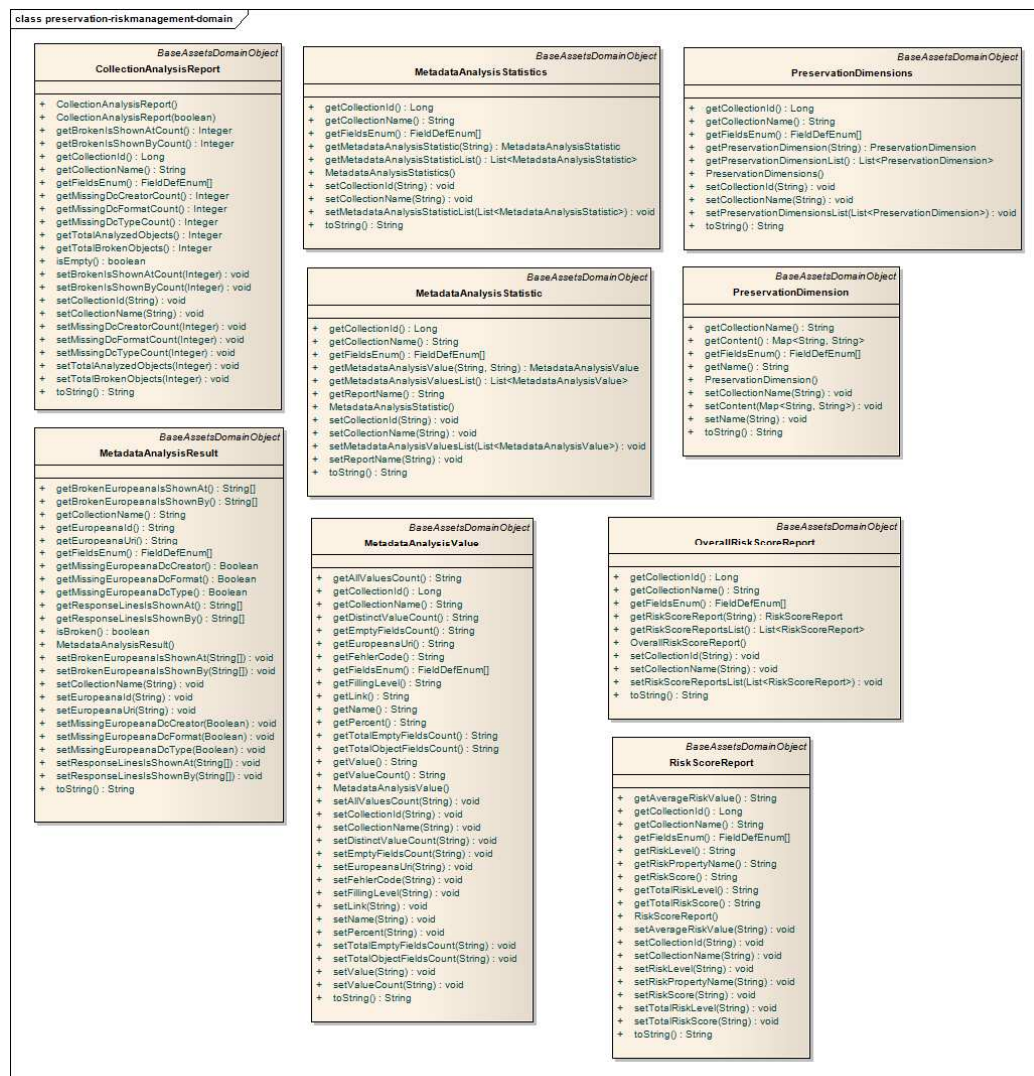 class preservation-riskmanagement-domain
BaseAssetsDomainObject
CollectionAnalysisReport
+ CollectionAnalysisReport()
+ CollectionAnalysisReport(boolean)
+ getBrokenIsShownAtCount() : Integer
+ getBrokenIsShownByCount() : Integer
+ getCollectionId() : Long
+ getCollectionName() : String
+ getFieldsEnum() : FieldDefEnum[]
+ getMissingDcCreatorCount() : Integer
+ getMissingDcFormatCount() : Integer
+ getMissingDcTypeCount() : Integer
+ getTotalAnalyzedObjects() : Integer
+ getTotalBrokenObjects() : Integer
+ isEmpty() : boolean
+ setBrokenIsShownAtCount(Integer) : void
+ setBrokenIsShownByCount(Integer) : void
+ setCollectionId(String) : void
+ setCollectionName(String) : void
+ setMissingDcCreatorCount(Integer) : void
+ setMissingDcFormatCount(Integer) : void
+ setMissingDcTypeCount(Integer) : void
+ setTotalAnalyzedObjects(Integer) : void
+ setTotalBrokenObjects(Integer) : void
+ toString() : String
BaseAssetsDomainObject
MetadataAnalysisStatistics
+ getCollectionId() : Long
+ getCollectionName() : String
+ getFieldsEnum() : FieldDefEnum[]
+ getMetadataAnalysisStatistic(String) : MetadataAnalysisStatistic
+ getMetadataAnalysisStatisticList() : List<MetadataAnalysisStatistic>
+ MetadataAnalysisStatistics()
+ setCollectionId(String) : void
+ setCollectionName(String) : void
+ setMetadataAnalysisStatisticList(List<MetadataAnalysisStatistic>) : void
+ toString() : String
BaseAssetsDomainObject
PreservationDimensions
+ getCollectionId() : Long
+ getCollectionName() : String
+ getFieldsEnum() : FieldDefEnum[]
+ getPreservationDimension(String) : PreservationDimension
+ getPreservationDimensionList() : List<PreservationDimension>
+ PreservationDimensions()
+ setCollectionId(String) : void
+ setCollectionName(String) : void
+ setPreservationDimensionsList(List<PreservationDimension>) : void
+ toString() : String
BaseAssetsDomainObject
MetadataAnalysisStatistic
+ getCollectionId() : Long
+ getCollectionName() : String
+ getFieldsEnum() : FieldDefEnum[]
+ getMetadataAnalysisValue(String, String) : MetadataAnalysisValue
+ getMetadataAnalysisValuesList() : List<MetadataAnalysisValue>
+ getReportName() : String
+ MetadataAnalysisStatistic()
+ setCollectionId(String) : void
+ setCollectionName(String) : void
+ setMetadataAnalysisValuesList(List<MetadataAnalysisValue>) : void
+ setReportName(String) : void
+ toString() : String
BaseAssetsDomainObject
PreservationDimension
+ getCollectionName() : String
+ getContent() : Map<String, String>
+ getFieldsEnum() : FieldDefEnum[]
+ getName() : String
+ PreservationDimension()
+ setCollectionName(String) : void
+ setContent(Map<String, String>) : void
+ setName(String) : void
+ toString() : String
BaseAssetsDomainObject
MetadataAnalysisResult
+ getBrokenEuropeanaIsShownAt() : String[]
+ getBrokenEuropeanaIsShownBy() : String[]
+ getCollectionName() : String
+ getEuropeanaId() : String
+ getEuropeanaUri() : String
+ getFieldsEnum() : FieldDefEnum[]
+ getMissingEuropeanaDcCreator() : Boolean
+ getMissingEuropeanaDcFormat() : Boolean
+ getMissingEuropeanaDcType() : Boolean
+ getResponseLinesIsShownAt() : String[]
+ getResponseLinesIsShownBy() : String[]
+ isBroken() : boolean
+ MetadataAnalysisResult()
+ setBrokenEuropeanaIsShownAt(String[]) : void
+ setBrokenEuropeanaIsShownBy(String[]) : void
+ setCollectionName(String) : void
+ setEuropeanaId(String) : void
+ setEuropeanaUri(String) : void
+ setMissingEuropeanaDcCreator(Boolean) : void
+ setMissingEuropeanaDcFormat(Boolean) : void
+ setMissingEuropeanaDcType(Boolean) : void
+ setResponseLinesIsShownAt(String[]) : void
+ setResponseLinesIsShownBy(String[]) : void
+ toString() : String
BaseAssetsDomainObject
MetadataAnalysisValue
+ getAllValuesCount() : String
+ getCollectionId() : Long
+ getCollectionName() : String
+ getDistinctValueCount() : String
+ getEmptyFieldsCount() : String
+ getEuropeanaUri() : String
+ getFehlerCode() : String
+ getFieldsEnum() : FieldDefEnum[]
+ getFillingLevel() : String
+ getLink() : String
+ getName() : String
+ getPercent() : String
+ getTotalEmptyFieldsCount() : String
+ getTotalObjectFieldsCount() : String
+ getValue() : String
+ getValueCount() : String
+ MetadataAnalysisValue()
+ setAllValuesCount(String) : void
+ setCollectionId(String) : void
+ setCollectionName(String) : void
+ setDistinctValueCount(String) : void
+ setEmptyFieldsCount(String) : void
+ setEuropeanaUri(String) : void
+ setFehlerCode(String) : void
+ setFillingLevel(String) : void
+ setLink(String) : void
+ setName(String) : void
+ setPercent(String) : void
+ setTotalEmptyFieldsCount(String) : void
+ setTotalObjectFieldsCount(String) : void
+ setValue(String) : void
+ setValueCount(String) : void
+ toString() : String
BaseAssetsDomainObject
OverallRiskScoreReport
+ getCollectionId() : Long
+ getCollectionName() : String
+ getFieldsEnum() : FieldDefEnum[]
+ getRiskScoreReport(String) : RiskScoreReport
+ getRiskScoreReportsList() : List<RiskScoreReport>
+ OverallRiskScoreReport()
+ setCollectionId(String) : void
+ setCollectionName(String) : void
+ setRiskScoreReportsList(List<RiskScoreReport>) : void
+ toString() : String
BaseAssetsDomainObject
RiskScoreReport
+ getAverageRiskValue() : String
+ getCollectionId() : Long
+ getCollectionName() : String
+ getFieldsEnum() : FieldDefEnum[]
+ getRiskLevel() : String
+ getRiskPropertyName() : String
+ getRiskScore() : String
+ getTotalRiskLevel() : String
+ getTotalRiskScore() : String
+ RiskScoreReport()
+ setAverageRiskValue(String) : void
+ setCollectionId(String) : void
+ setCollectionName(String) : void
+ setRiskLevel(String) : void
+ setRiskPropertyName(String) : void
+ setRiskScore(String) : void
+ setTotalRiskLevel(String) : void
+ setTotalRiskScore(String) : void
+ toString() : String